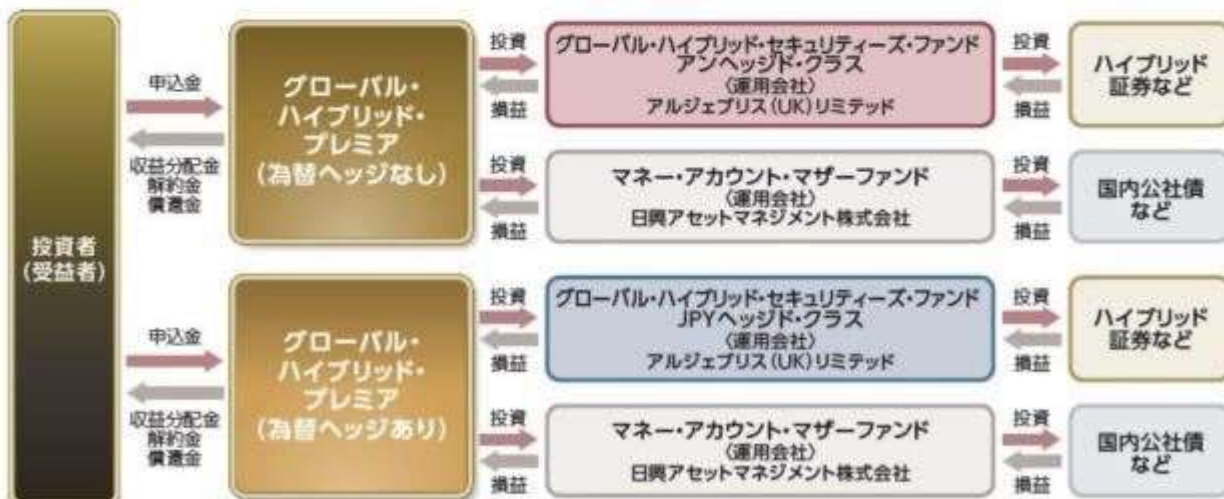 投資者
(受益者)
申込金
収益分配金
解約金
償還金
グローバル・
ハイブリッド・
プレミア
(為替ヘッジなし)
投資
損益
グローバル・ハイブリッド・セキュリティーズ・ファンド
アンヘッジド・クラス
〈運用会社〉
アルジェブリス(UK)リミテッド
投資
損益
ハイブリッド
証券など
投資
損益
マネー・アカウント・マザーファンド
〈運用会社〉
日興アセットマネジメント株式会社
投資
損益
国内公社債
など
申込金
収益分配金
解約金
償還金
グローバル・
ハイブリッド・
プレミア
(為替ヘッジあり)
投資
損益
グローバル・ハイブリッド・セキュリティーズ・ファンド
JPYヘッジド・クラス
〈運用会社〉
アルジェブリス(UK)リミテッド
投資
損益
ハイブリッド
証券など
投資
損益
マネー・アカウント・マザーファンド
〈運用会社〉
日興アセットマネジメント株式会社
投資
損益
国内公社債
など